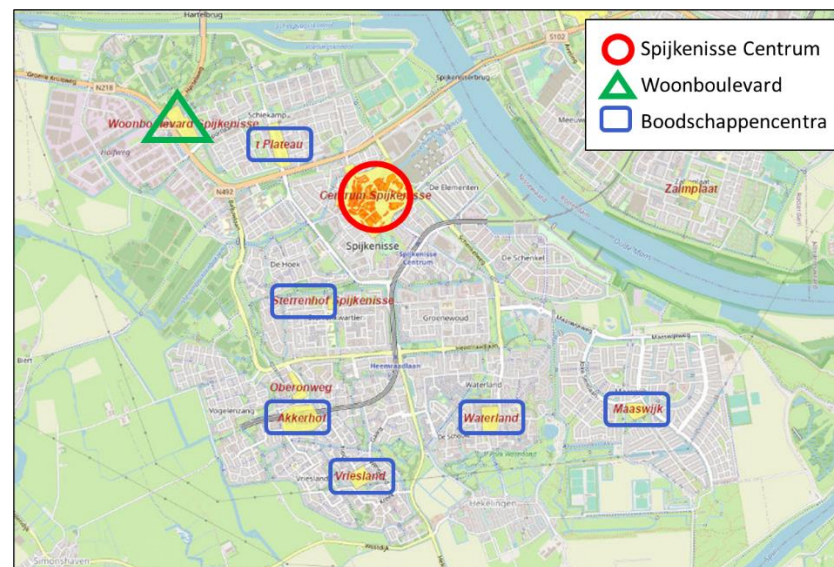 Spijkenisse Centrum
Woonboulevard
Boodschappencentra
Hartelbrug
Groene Kruisweg
N218
S102
Spijkenisserbrug
Schiekamp
Woonboulevard Spijkenisse
't Plateau
Halfweg
N492
Centrum Spijkenisse
De Elementen
Zalmplaat
Spijkenisse
Spijkenisse
Centrum
De Hoek
De Schenkel
Oude Maas
Sterrenhof Spijkenisse
Groenewoud
Maaswijkweg
Biert
Heemraadlaan
Waterland
Oberonweg
Vogelenzang
Akkerhof
Waterland
Maaswijk
Vriesland
Vriesland
Hekelingen
Simonshaven